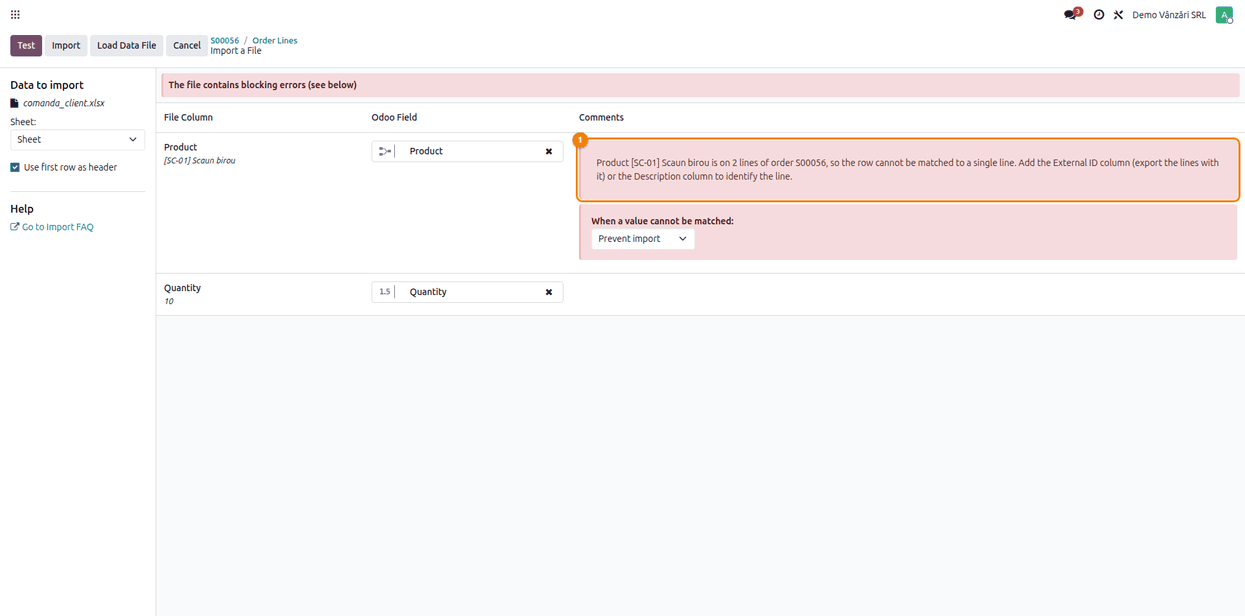 3
Demo Vânzări SRL
A
Test
Import
Load Data File
Cancel
S00056 / Order Lines
Import a File
Data to import
comanda_client.xlsx
Sheet:
Sheet
Use first row as header
Help
Go to Import FAQ
The file contains blocking errors (see below)
File Column
Odoo Field
Comments
Product
[SC-01] Scaun birou
Product
1
Product [SC-01] Scaun birou is on 2 lines of order S00056, so the row cannot be matched to a single line. Add the External ID column (export the lines with
it) or the Description column to identify the line.
When a value cannot be matched:
Prevent import
Quantity
10
1.5
Quantity